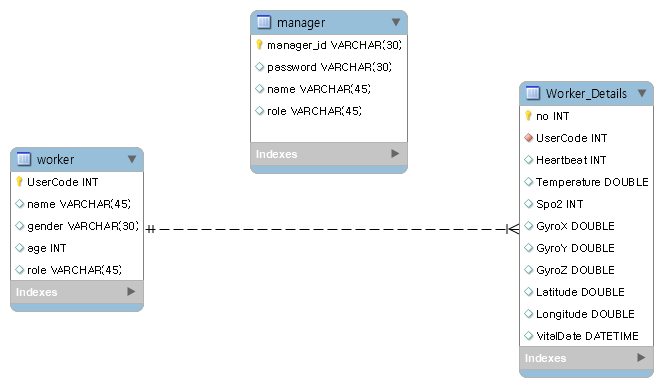 manager
manager_id VARCHAR(30)
password VARCHAR(30)
name VARCHAR(45)
role VARCHAR(45)
Indexes
worker
UserCode INT
name VARCHAR(45)
gender VARCHAR(30)
age INT
role VARCHAR(45)
Indexes
Worker_Details
no INT
UserCode INT
Heartbeat INT
Temperature DOUBLE
Spo2 INT
GyroX DOUBLE
GyroY DOUBLE
GyroZ DOUBLE
Latitude DOUBLE
Longitude DOUBLE
VitalDate DATETIME
Indexes